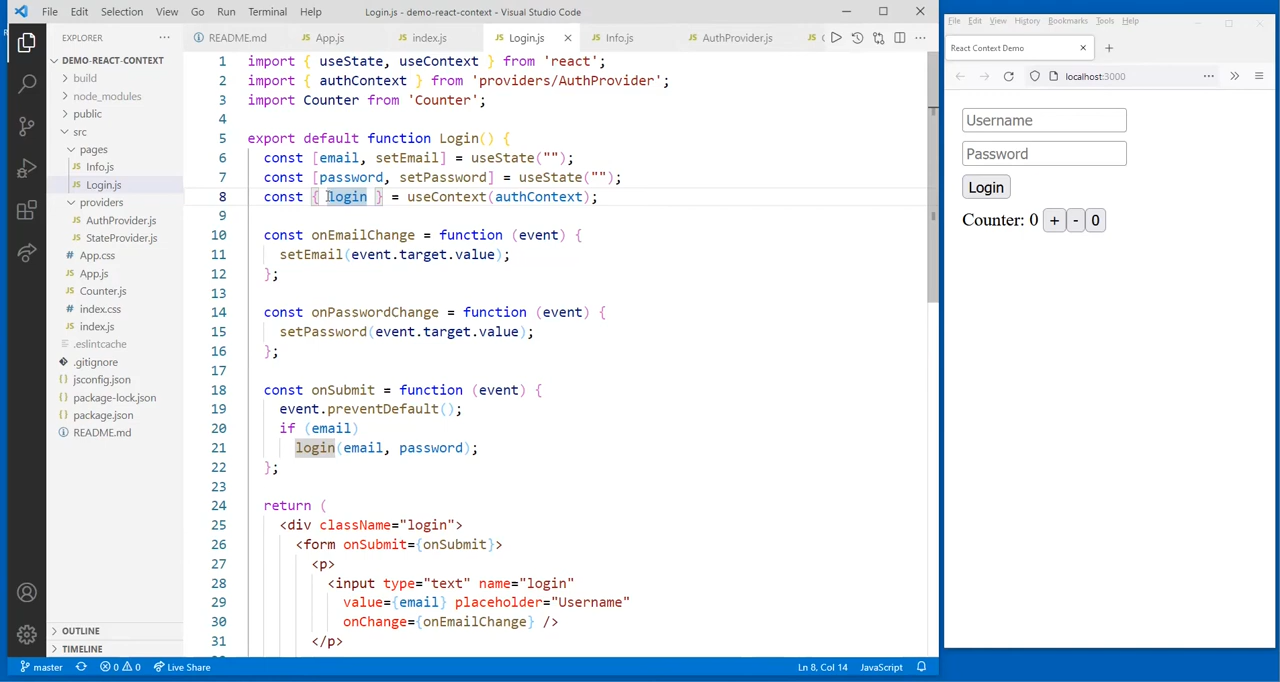 File Edit Selection View Go Run Terminal Help
Login.js - demo-react-context - Visual Studio Code
EXPLORER
README.md
App.js
index.js
Login.js
Info.js
AuthProvider.js
DEMO-REACT-CONTEXT
build
node_modules
public
src
pages
Info.js
Login.js
providers
AuthProvider.js
StateProvider.js
App.css
App.js
Counter.js
index.css
index.js
.eslintcache
.gitignore
jsconfig.json
package-lock.json
package.json
README.md
OUTLINE
TIMELINE
1 import { useState, useContext } from 'react';
2 import { authContext } from 'providers/AuthProvider';
3 import Counter from 'Counter';
4
5 export default function Login() {
6 const [email, setEmail] = useState("");
7 const [password, setPassword] = useState("");
8 const { login } = useContext(authContext);
9
10 const onEmailChange = function (event) {
11 setEmail(event.target.value);
12 };
13
14 const onPasswordChange = function (event) {
15 setPassword(event.target.value);
16 };
17
18 const onSubmit = function (event) {
19 event.preventDefault();
20 if (email)
21 login(email, password);
22 };
23
24 return (
25 <div className="login">
26 <form onSubmit={onSubmit}>
27 <p>
28 <input type="text" name="login"
29 value={email} placeholder="Username"
30 onChange={onEmailChange} />
31 </p>
master
0 0
Live Share
Ln 8, Col 14
JavaScript
File Edit View History Bookmarks Tools Help
React Context Demo
localhost:3000
Username
Password
Login
Counter: 0 + - 0